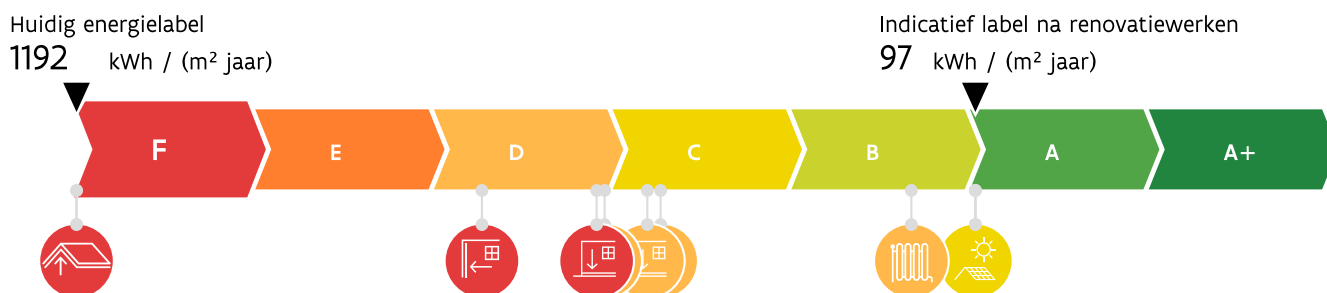 Huidig energielabel
1192 kWh / (m² jaar)
Indicatief label na renovatiewerken
97 kWh / (m² jaar)
F E D C B A A+